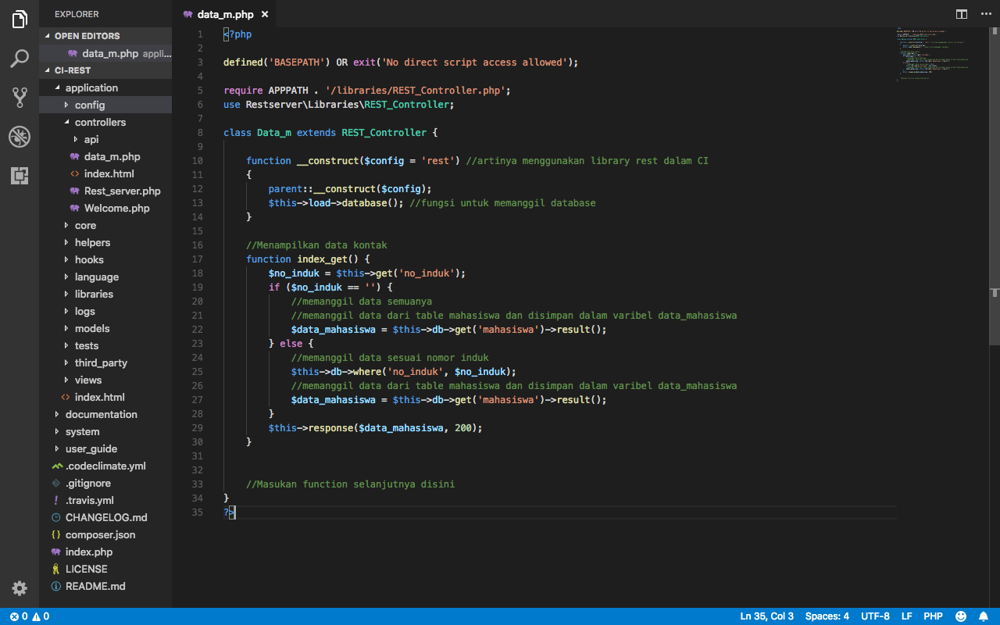 EXPLORER
OPEN EDITORS
data_m.php appli...
CI-REST
application
config
controllers
api
data_m.php
index.html
Rest_server.php
Welcome.php
core
helpers
hooks
language
libraries
logs
models
tests
third_party
views
index.html
documentation
system
user_guide
.codeclimate.yml
.gitignore
.travis.yml
CHANGELOG.md
composer.json
index.php
LICENSE
README.md
data_m.php
1 <?php
2
3 defined('BASEPATH') OR exit('No direct script access allowed');
4
5 require APPPATH . '/libraries/REST_Controller.php';
6 use Restserver\Libraries\REST_Controller;
7
8 class Data_m extends REST_Controller {
9
10 function __construct($config = 'rest') //artinya menggunakan library rest dalam CI
11 {
12 parent::__construct($config);
13 $this->load->database(); //fungsi untuk memanggil database
14 }
15
16 //Menampilkan data kontak
17 function index_get() {
18 $no_induk = $this->get('no_induk');
19 if ($no_induk == '') {
20 //memanggil data semuanya
21 //memanggil data dari table mahasiswa dan disimpan dalam varibel data_mahasiswa
22 $data_mahasiswa = $this->db->get('mahasiswa')->result();
23 } else {
24 //memanggil data sesuai nomor induk
25 $this->db->where('no_induk', $no_induk);
26 //memanggil data dari table mahasiswa dan disimpan dalam varibel data_mahasiswa
27 $data_mahasiswa = $this->db->get('mahasiswa')->result();
28 }
29 $this->response($data_mahasiswa, 200);
30 }
31
32
33 //Masukan function selanjutnya disini
34 }
35 ?>
0 0 Ln 35, Col 3 Spaces: 4 UTF-8 LF PHP